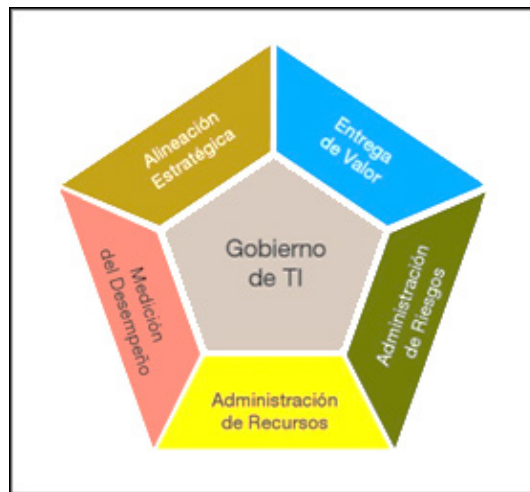 Alineación
Estratégica
Entrega
de Valor
Gobierno
de TI
Medición
del Desempeño
Administración
de Riesgos
Administración
de Recursos